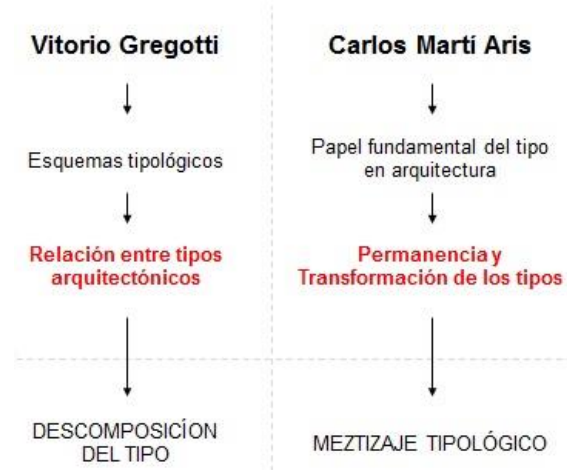 Vitorio Gregotti
Esquemas tipológicos
Relación entre tipos
arquitectónicos
DESCOMPOSICÍON
DEL TIPO
Carlos Martí Aris
Papel fundamental del tipo
en arquitectura
Permanencia y
Transformación de los tipos
MEZTIZAJE TIPOLÓGICO